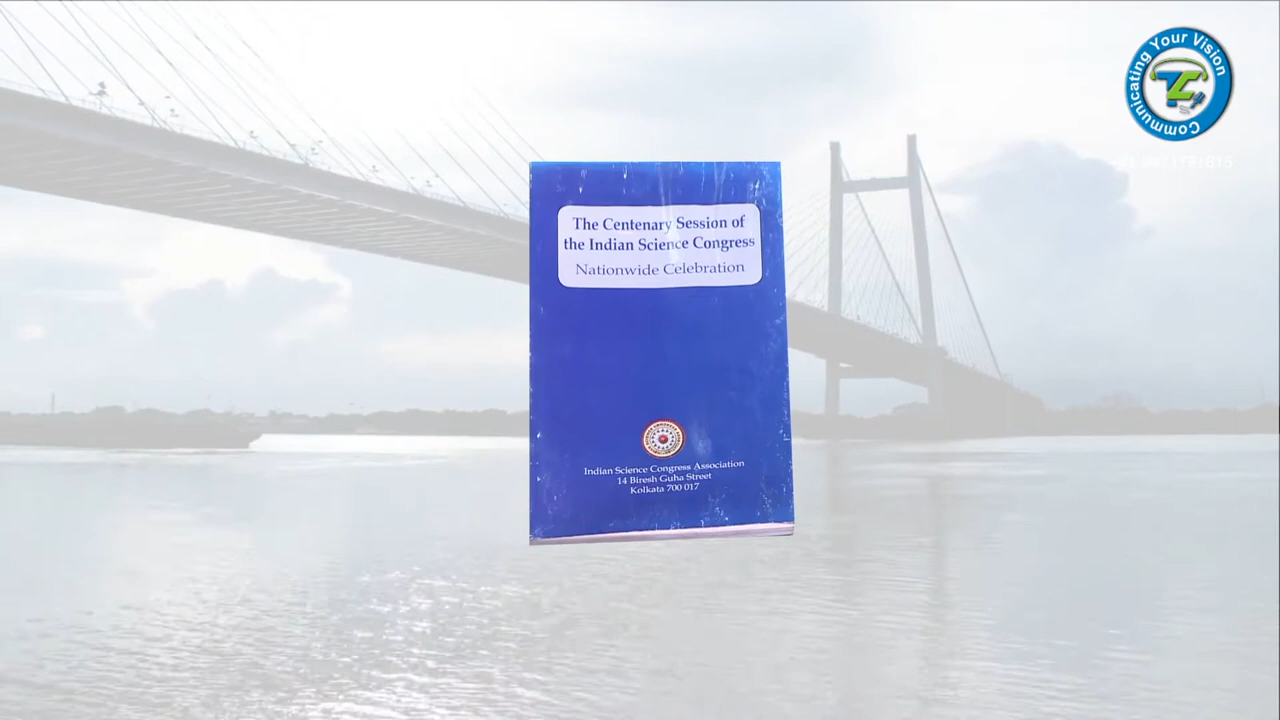 Communicating Your Vision
The Centenary Session of
the Indian Science Congress
Nationwide Celebration
Indian Science Congress Association
14 Biresh Guha Street
Kolkata 700 017